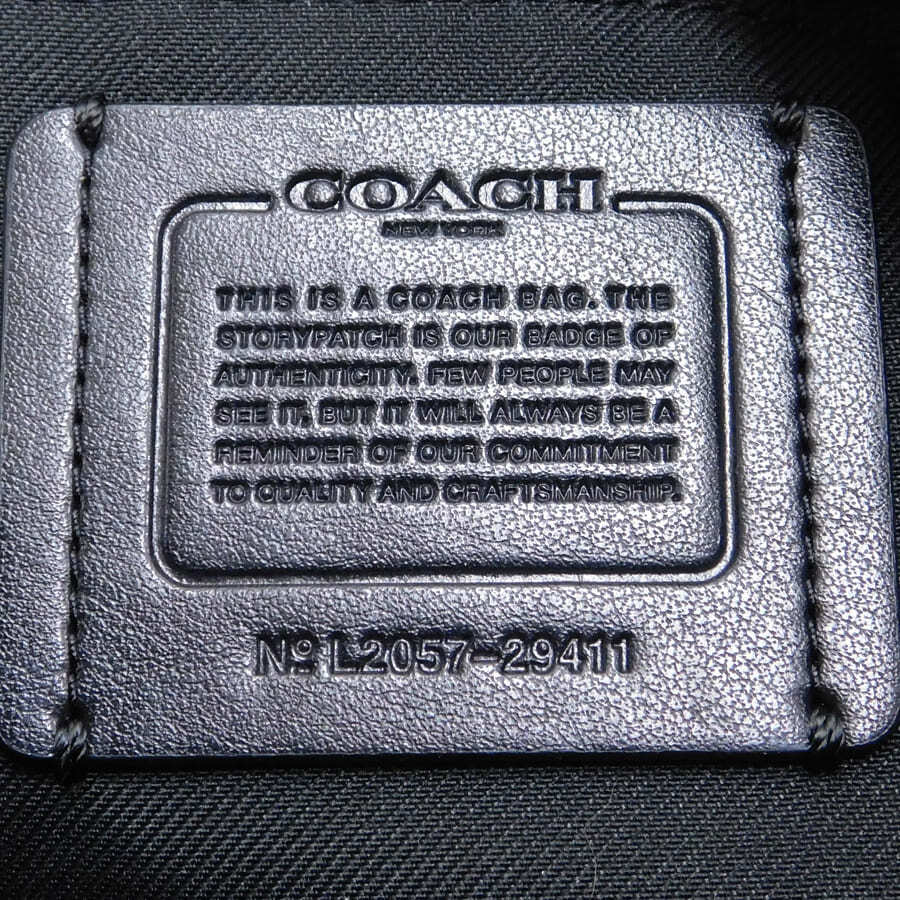 COACH
NEW YORK
THIS IS A COACH BAG. THE
STORYPATCH IS OUR BADGE OF
AUTHENTICITY. FEW PEOPLE MAY
SEE IT, BUT IT WILL ALWAYS BE A
REMINDER OF OUR COMMITMENT
TO QUALITY AND CRAFTSMANSHIP.
Nº L2057-29411